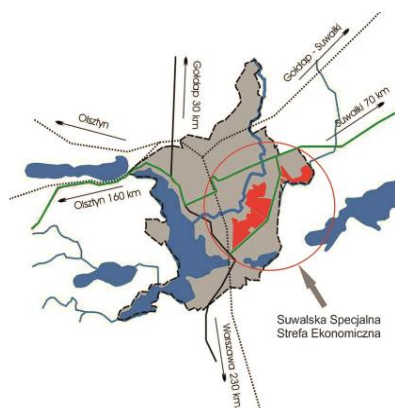 Olsztyn
Gołdap 30 km
Gołdap - Suwałki
Suwałki 70 km
Olsztyn 160 km
Warszawa 230 km
Suwalska Specjalna
Strefa Ekonomiczna